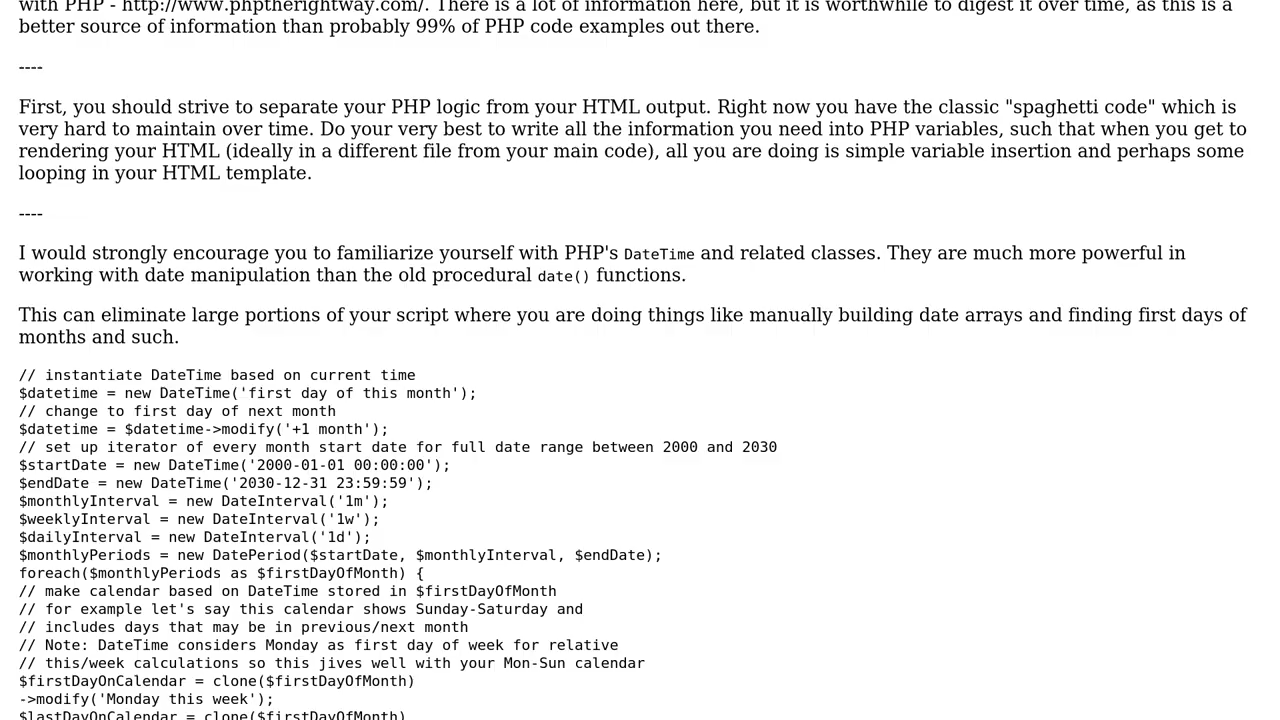 with PHP - http://www.phptherightway.com/. There is a lot of information here, but it is worthwhile to digest it over time, as this is a
better source of information than probably 99% of PHP code examples out there.
----
First, you should strive to separate your PHP logic from your HTML output. Right now you have the classic "spaghetti code" which is
very hard to maintain over time. Do your very best to write all the information you need into PHP variables, such that when you get to
rendering your HTML (ideally in a different file from your main code), all you are doing is simple variable insertion and perhaps some
looping in your HTML template.
----
I would strongly encourage you to familiarize yourself with PHP's DateTime and related classes. They are much more powerful in
working with date manipulation than the old procedural date() functions.
This can eliminate large portions of your script where you are doing things like manually building date arrays and finding first days of
months and such.
// instantiate DateTime based on current time
$datetime = new DateTime('first day of this month');
// change to first day of next month
$datetime = $datetime->modify('+1 month');
// set up iterator of every month start date for full date range between 2000 and 2030
$startDate = new DateTime('2000-01-01 00:00:00');
$endDate = new DateTime('2030-12-31 23:59:59');
$monthlyInterval = new DateInterval('1m');
$weeklyInterval = new DateInterval('1w');
$dailyInterval = new DateInterval('1d');
$monthlyPeriods = new DatePeriod($startDate, $monthlyInterval, $endDate);
foreach($monthlyPeriods as $firstDayOfMonth) {
// make calendar based on DateTime stored in $firstDayOfMonth
// for example let's say this calendar shows Sunday-Saturday and
// includes days that may be in previous/next month
// Note: DateTime considers Monday as first day of week for relative
// this/week calculations so this jives well with your Mon-Sun calendar
$firstDayOnCalendar = clone($firstDayOfMonth)
->modify('Monday this week');
$lastDayOnCalendar = clone($firstDayOfMonth)